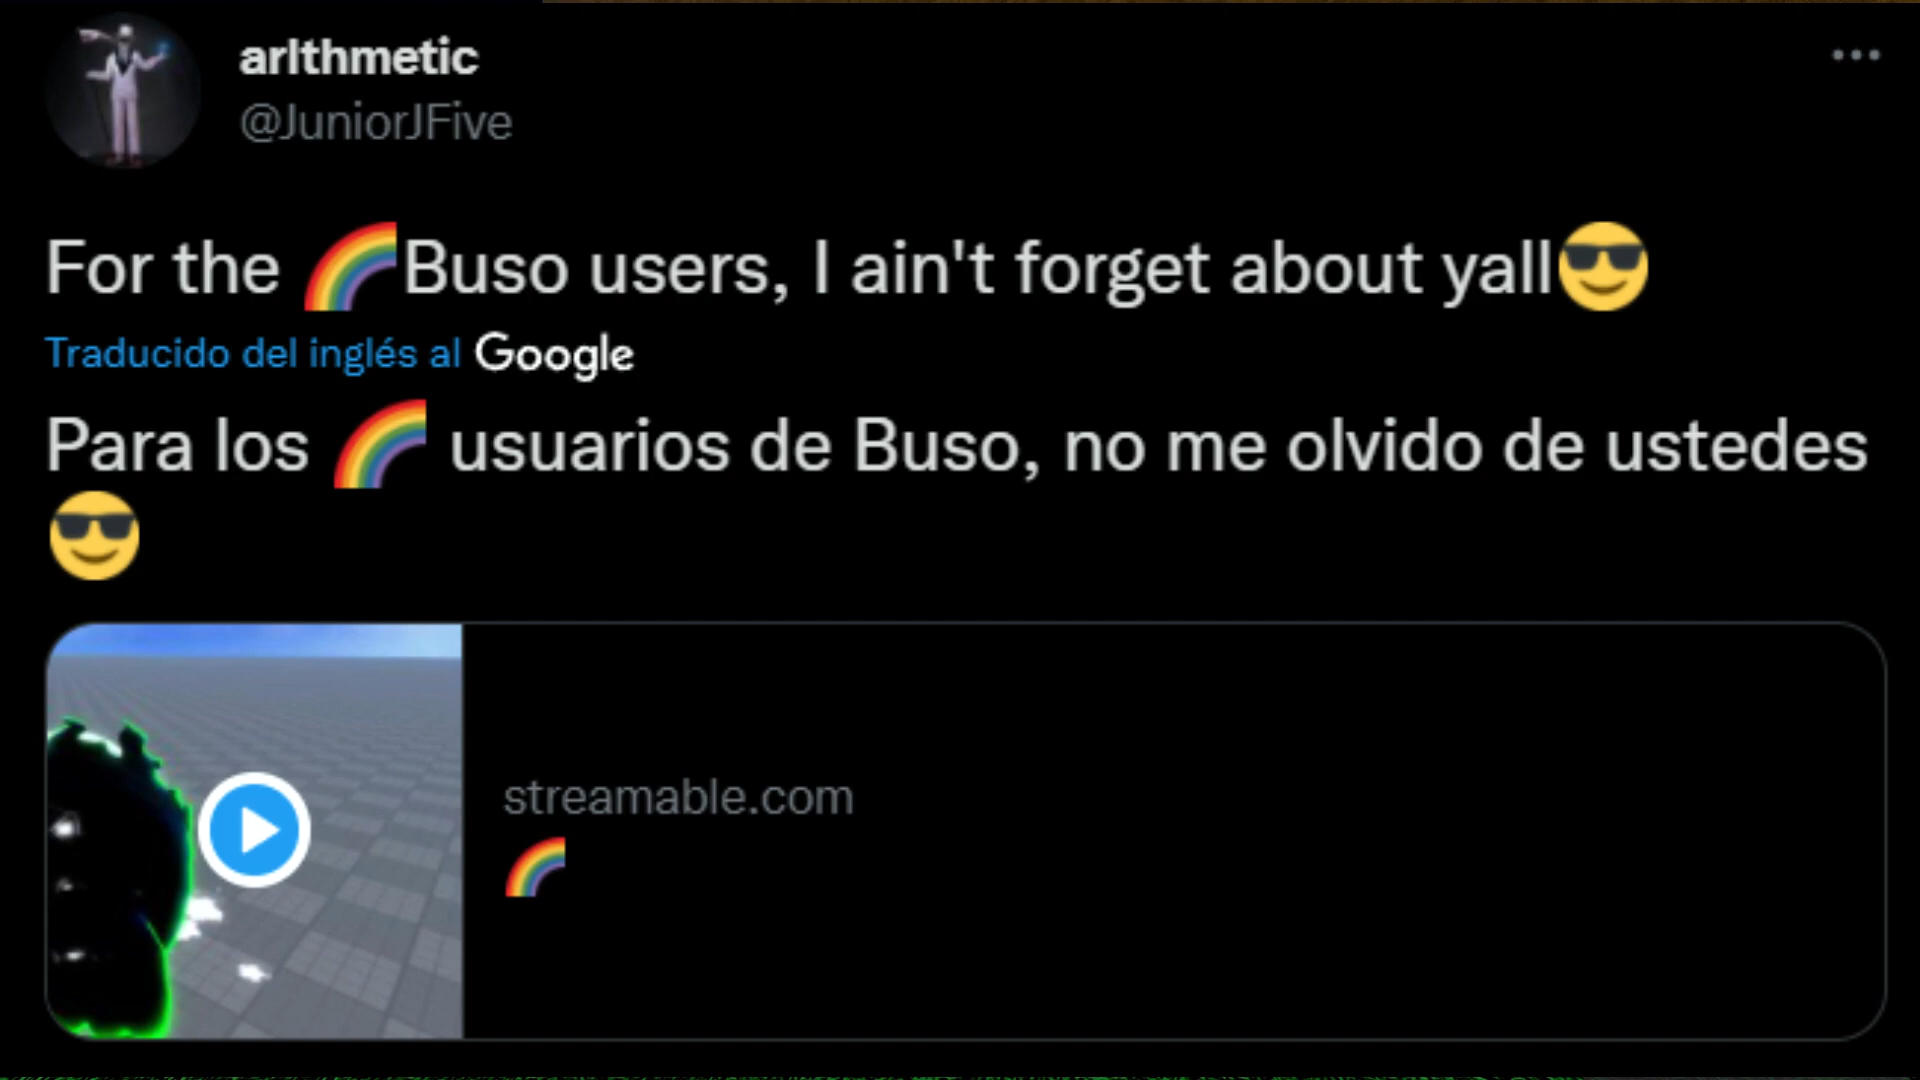 arIthmetic
@JuniorJFive
For the 🌈Buso users, I ain't forget about yall😎
Traducido del inglés al Google
Para los 🌈 usuarios de Buso, no me olvido de ustedes
😎
streamable.com
🌈